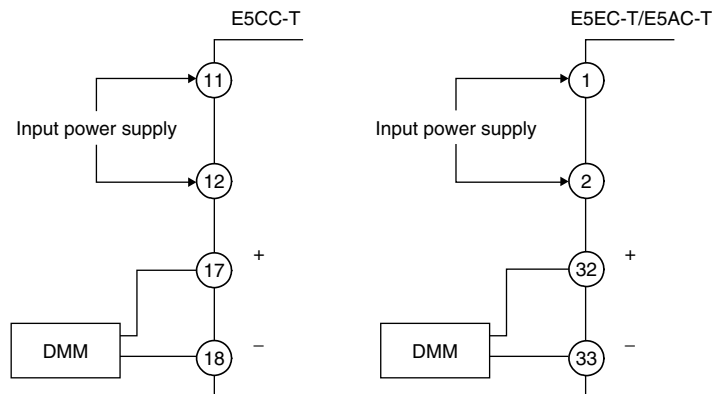 E5CC-T
11
Input power supply
12
17
+
DMM
18
–
E5EC-T/E5AC-T
1
Input power supply
2
32
+
DMM
33
–